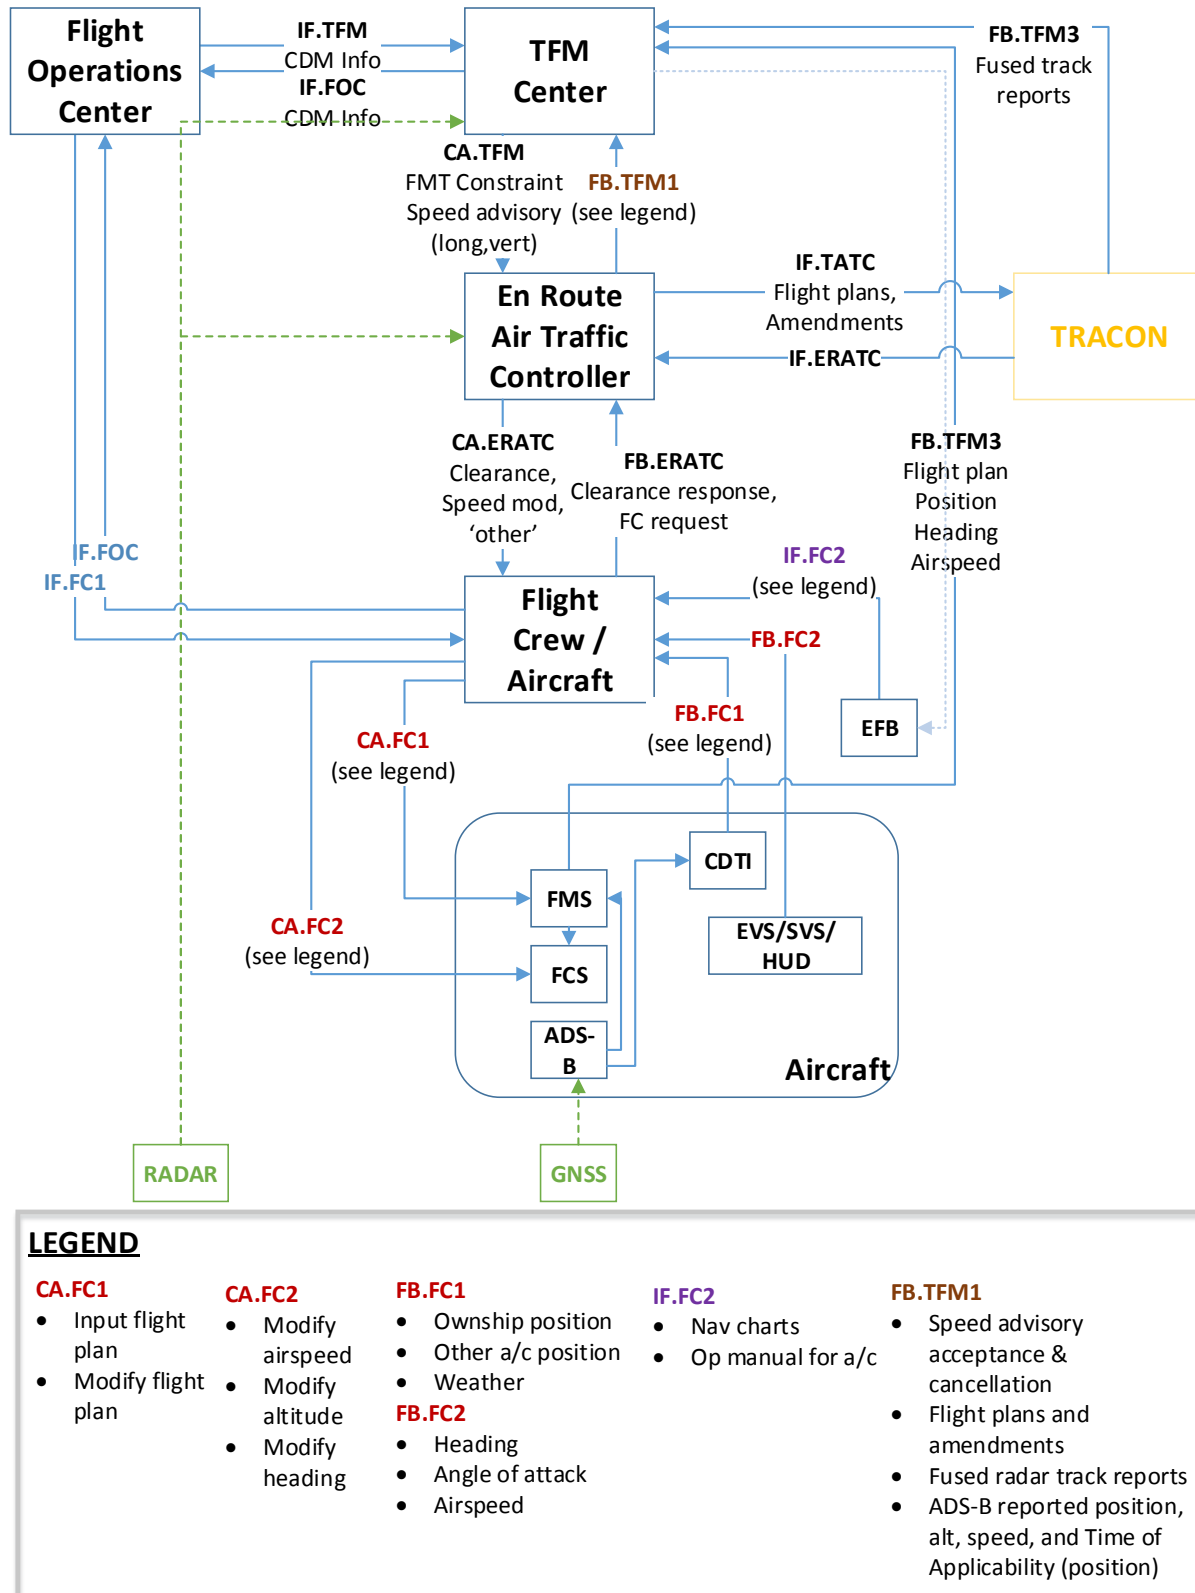 Flight
Operations
Center
IF.TFM
CDM Info
IF.FOC
CDM Info
TFM
Center
FB.TFM3
Fused track
reports
CA.TFM
FMT Constraint
Speed advisory
(long,vert)
FB.TFM1
(see legend)
En Route
Air Traffic
Controller
IF.TATC
Flight plans,
Amendments
IF.ERATC
TRACON
CA.ERATC
Clearance,
Speed mod,
‘other’
FB.ERATC
Clearance response,
FC request
FB.TFM3
Flight plan
Position
Heading
Airspeed
IF.FOC
IF.FC1
IF.FC2
(see legend)
Flight
Crew /
Aircraft
FB.FC2
FB.FC1
(see legend)
EFB
CA.FC1
(see legend)
CA.FC2
(see legend)
CDTI
FMS
EVS/SVS/
HUD
FCS
ADS-
B
Aircraft
RADAR
GNSS
LEGEND
CA.FC1
• Input flight
plan
• Modify flight
plan
CA.FC2
• Modify
airspeed
• Modify
altitude
• Modify
heading
FB.FC1
• Ownship position
• Other a/c position
• Weather
FB.FC2
• Heading
• Angle of attack
• Airspeed
IF.FC2
• Nav charts
• Op manual for a/c
FB.TFM1
• Speed advisory
acceptance &
cancellation
• Flight plans and
amendments
• Fused radar track reports
• ADS-B reported position,
alt, speed, and Time of
Applicability (position)